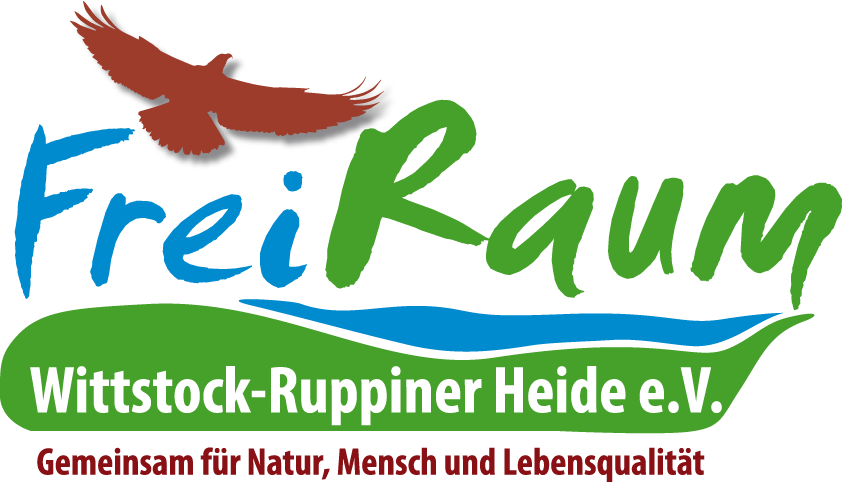 FreiRaum
Wittstock-Ruppiner Heide e.V.
Gemeinsam für Natur, Mensch und Lebensqualität